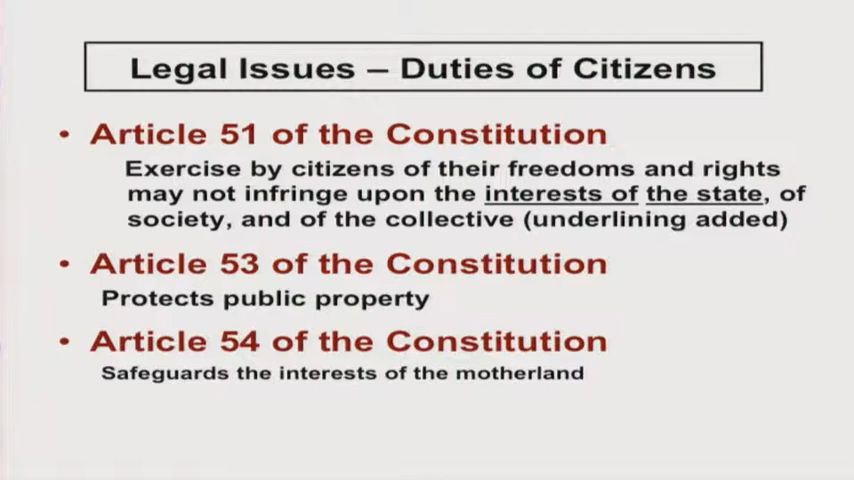 Legal Issues – Duties of Citizens
• Article 51 of the Constitution
Exercise by citizens of their freedoms and rights
may not infringe upon the interests of the state, of
society, and of the collective (underlining added)
• Article 53 of the Constitution
Protects public property
• Article 54 of the Constitution
Safeguards the interests of the motherland